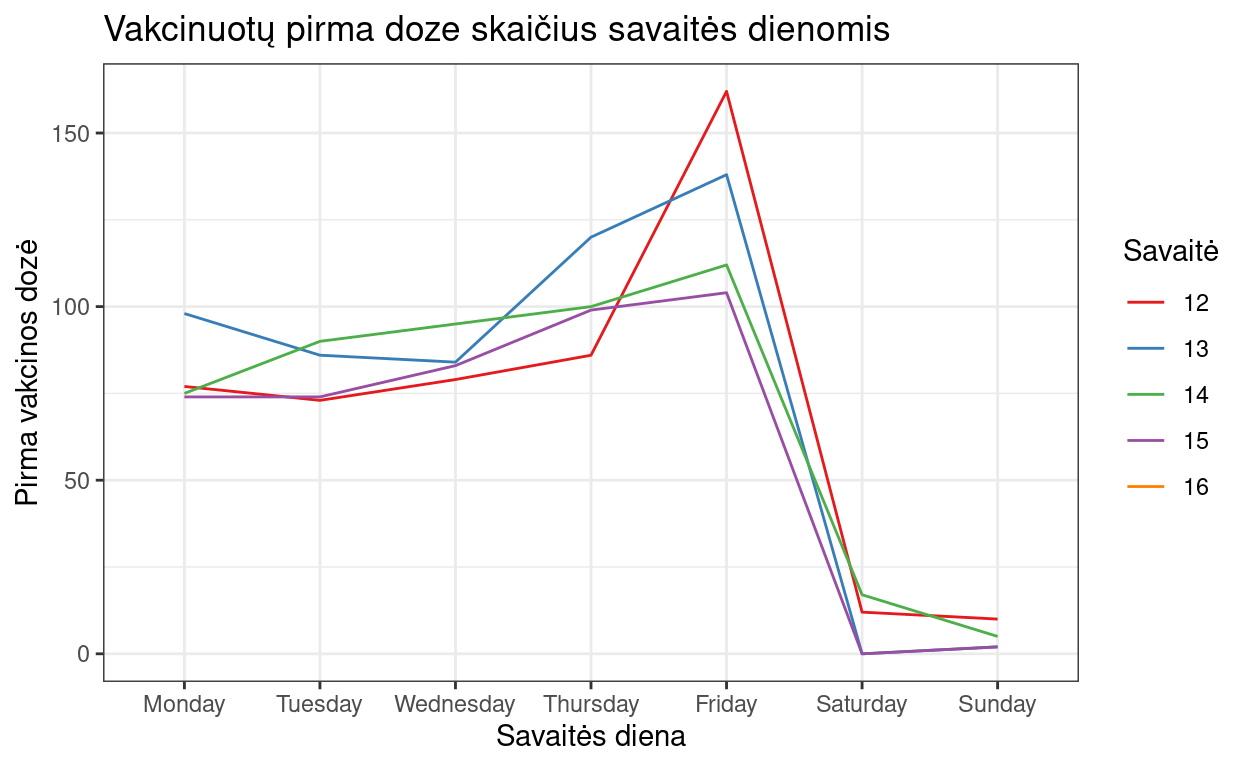 Vakcinuotų pirma doze skaičius savaitės dienomis
Pirma vakcinos dozė
150
100
50
0
Monday Tuesday Wednesday Thursday Friday Saturday Sunday
Savaitės diena
Savaitė
12
13
14
15
16